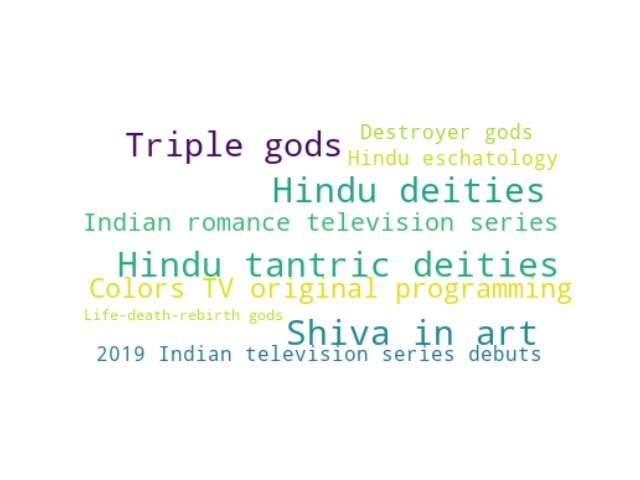 Triple gods
Destroyer gods
Hindu eschatology
Hindu deities
Indian romance television series
Hindu tantric deities
Colors TV original programming
Life-death-rebirth gods
Shiva in art
2019 Indian television series debuts